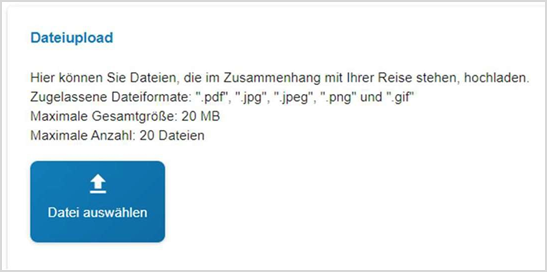 Dateiupload
Hier können Sie Dateien, die im Zusammenhang mit Ihrer Reise stehen, hochladen.
Zugelassene Dateiformate: ".pdf", ".jpg", ".jpeg", ".png" und ".gif"
Maximale Gesamtgröße: 20 MB
Maximale Anzahl: 20 Dateien
Datei auswählen